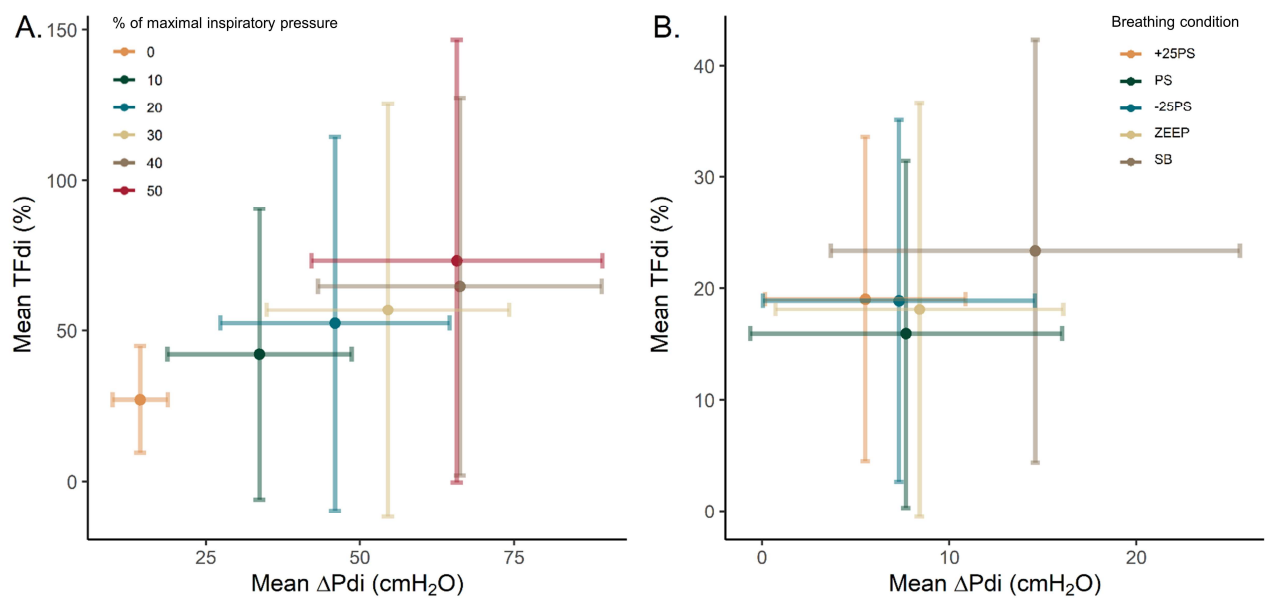 A.
% of maximal inspiratory pressure
0
10
20
30
40
50
150
100
50
0
Mean TFdi (%)
25
50
75
Mean ΔPdi (cmH₂O)
B.
Breathing condition
+25PS
PS
-25PS
ZEEP
SB
40
30
20
10
0
Mean TFdi (%)
0
10
20
Mean ΔPdi (cmH₂O)